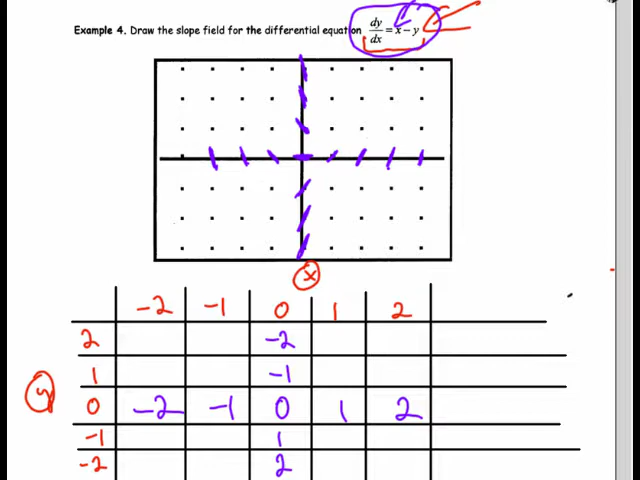 Example 4. Draw the slope field for the differential equation dy/dx = x - y
x
-2 -1 0 1 2
2 -2
1 -1
y
0 -2 -1 0 1 2
-1 1
-2 2